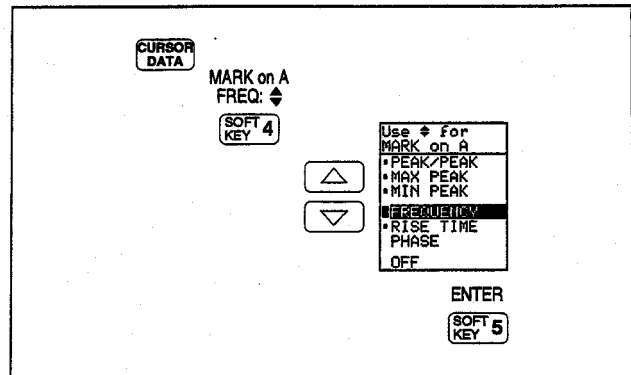 CURSOR
DATA
MARK on A
FREQ: ♦
SOFT
KEY 4
Use ♦ for
MARK on A
▪PEAK/PEAK
▪MAX PEAK
▪MIN PEAK
▪FREQUENCY
▪RISE TIME
PHASE
OFF
ENTER
SOFT
KEY 5